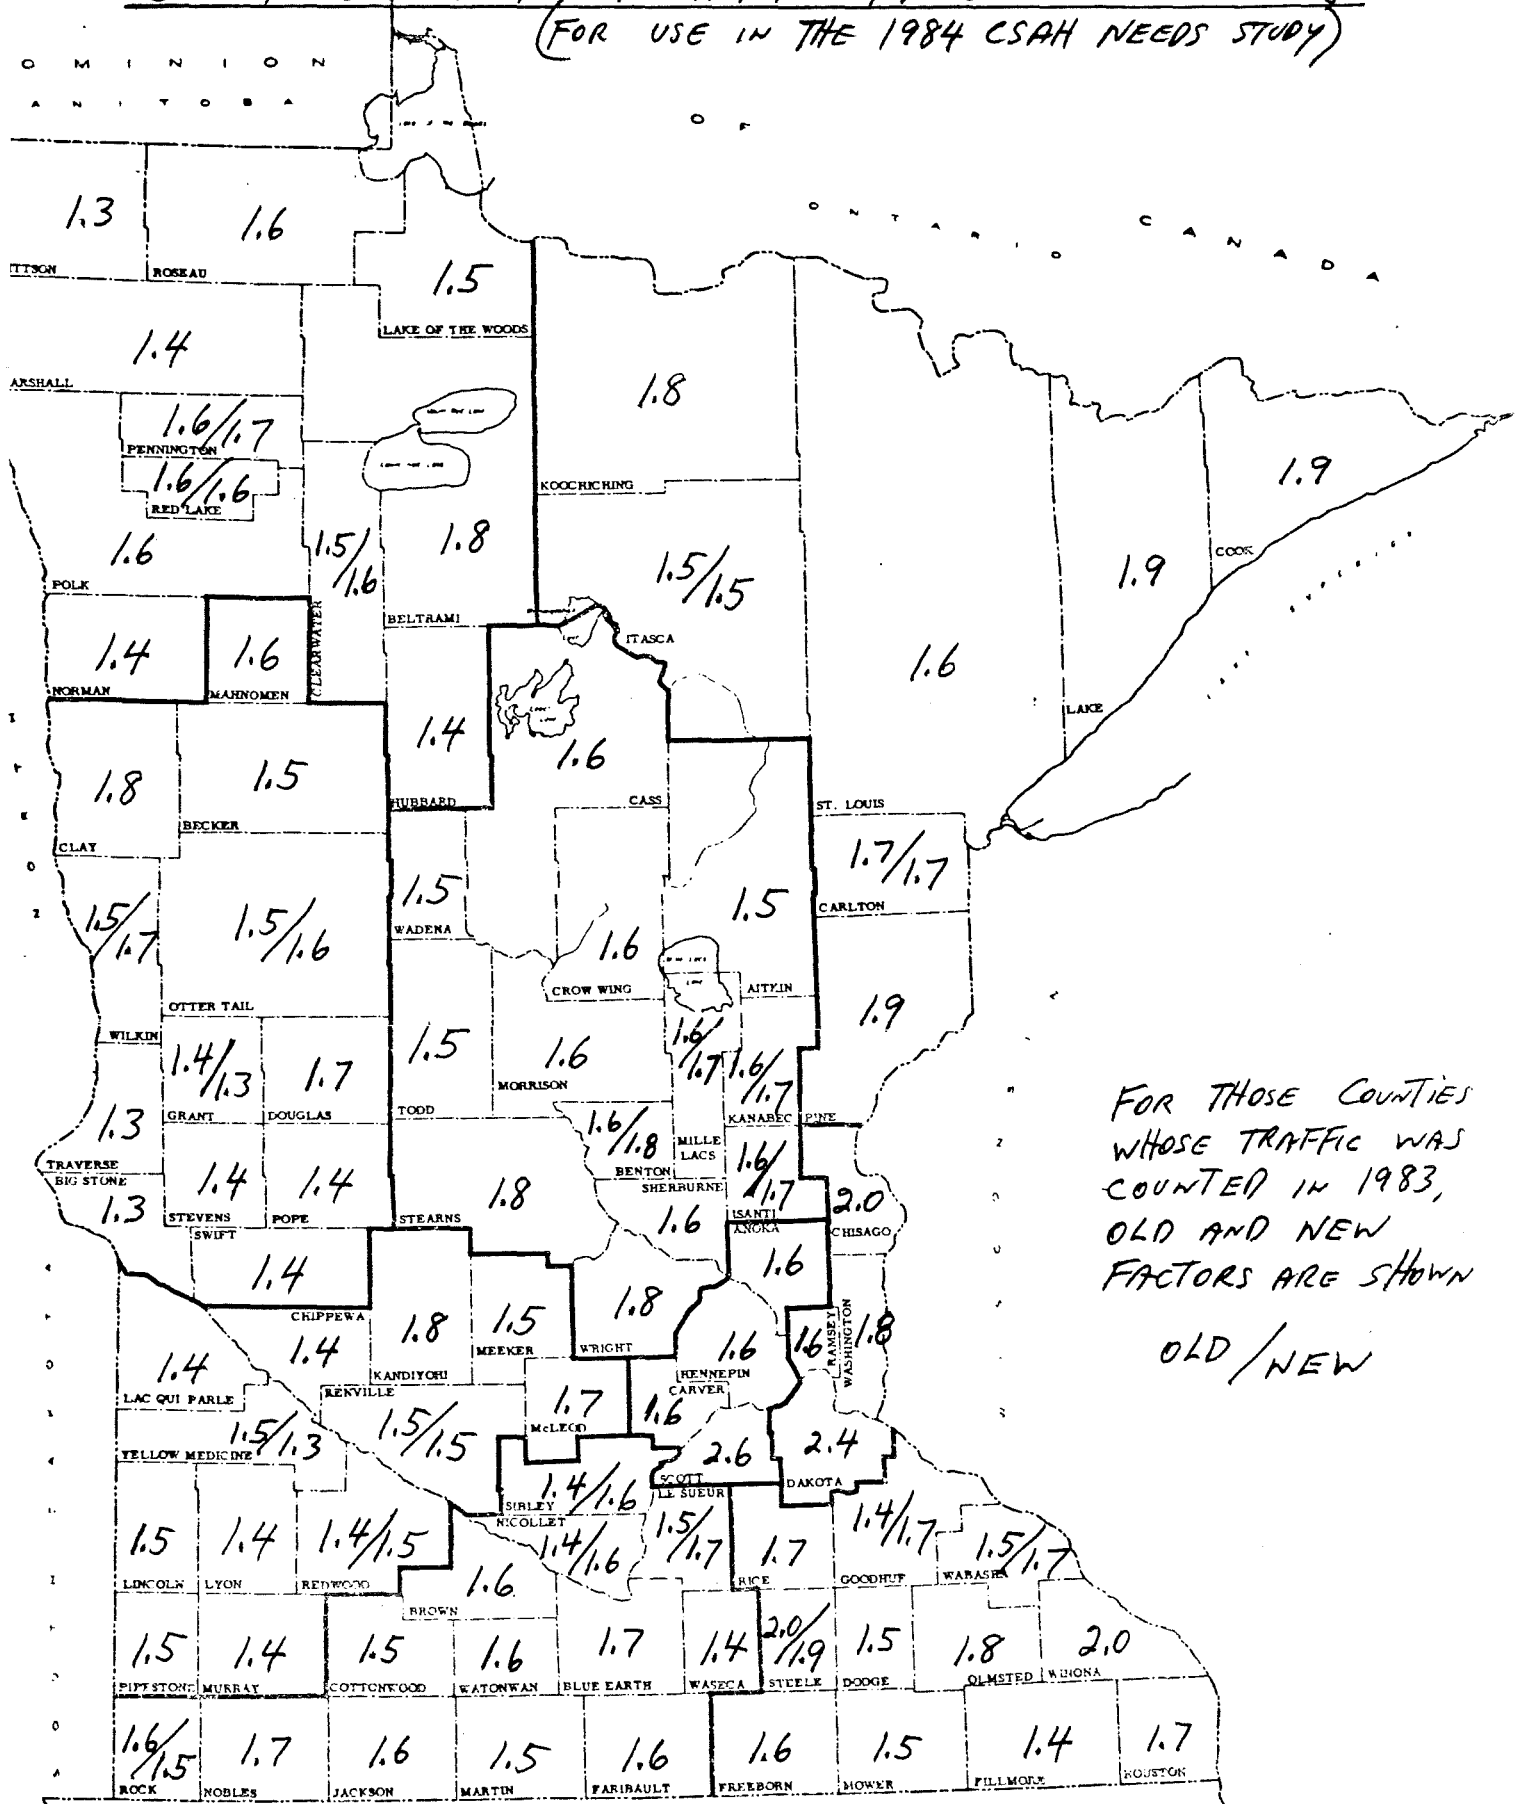 (FOR USE IN THE 1984 CSAH NEEDS STUDY)
O M I N I O N
A N I T O B A
O F
O N T A R I O
C A N A D A
1.3
1.6
ITTSON
ROSEAU
1.5
LAKE OF THE WOODS
1.4
ARSHALL
1.8
1.6/1.7
PENNINGTON
1.6/1.6
RED LAKE
KOOCHICHING
1.9
COOK
1.6
POLK
1.5/1.6
CLEARWATER
1.8
BELTRAMI
1.5/1.5
ITASCA
1.9
LAKE
1.6
ST. LOUIS
1.4
NORMAN
1.6
MAHNOMEN
1.4
HUBBARD
1.6
CASS
1.8
CLAY
1.5
BECKER
1.7/1.7
CARLTON
1.5/1.7
WILKIN
1.5/1.6
OTTER TAIL
1.5
WADENA
1.6
CROW WING
1.5
AITKIN
1.9
PINE
1.4/1.3
GRANT
1.7
DOUGLAS
1.5
TODD
1.6
MORRISON
1.6/1.7
MILLE
LACS
1.6/1.7
KANABEC
1.3
TRAVERSE
BIG STONE
1.3
1.4
STEVENS
1.4
POPE
1.8
STEARNS
1.6/1.8
BENTON
SHERBURNE
1.6
1.6/1.7
ISANTI
2.0
CHISAGO
FOR THOSE COUNTIES
WHOSE TRAFFIC WAS
COUNTED IN 1983,
OLD AND NEW
FACTORS ARE SHOWN
OLD / NEW
SWIFT
1.4
ANOKA
1.6
CHIPPEWA
1.4
1.8
KANDIYOHI
1.5
MEEKER
1.8
WRIGHT
1.6
HENNEPIN
1.6
RAMSEY
WASHINGTON
1.8
1.4
LAC QUI PARLE
RENVILLE
1.5/1.5
1.7
McLEOD
CARVER
1.6
1.5/1.3
YELLOW MEDICINE
2.6
SCOTT
2.4
DAKOTA
1.5
LINCOLN
1.4
LYON
1.4/1.5
REDWOOD
1.4/1.6
SIBLEY
NICOLLET
1.4/1.6
LE SUEUR
1.5/1.7
1.7
RICE
1.4/1.7
GOODHUE
1.5/1.7
WABASHA
1.6
BROWN
1.5
PIPESTONE
1.4
MURRAY
1.5
COTTONWOOD
1.6
WATONWAN
1.7
BLUE EARTH
1.4
WASECA
2.0/1.9
STEELE
1.5
DODGE
1.8
OLMSTED
2.0
WINONA
1.6/1.5
ROCK
1.7
NOBLES
1.6
JACKSON
1.5
MARTIN
1.6
FARIBAULT
1.6
FREEBORN
1.5
MOWER
1.4
FILLMORE
1.7
HOUSTON